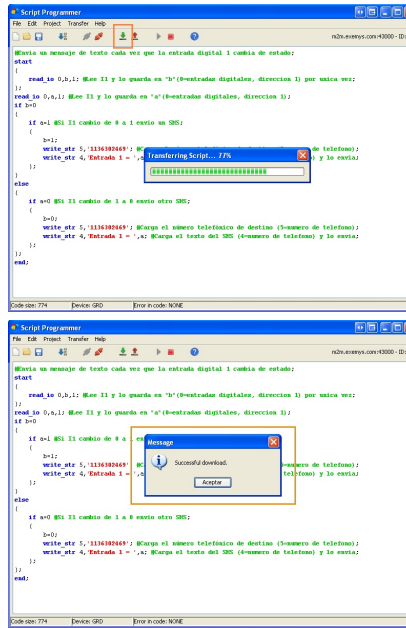 Script Programmer
File Edit Project Transfer Help
m2m.exemys.com:43000 - ID:
@Envia un mensaje de texto cada vez que la entrada digital 1 cambia de estado;
start
(
read_io 0,b,1; @Lee I1 y lo guarda en "b"(0=entradas digitales, direccion 1) por unica vez;
);
read_io 0,a,1; @Lee I1 y lo guarda en "a"(0=entradas digitales, direccion 1);
if b=0
(
if a=1 @Si I1 cambio de 0 a 1 envio un SMS;
(
b=1;
write_str 5,'1136302469'; @C de telefono);
write_str 4,'Entrada 1 = ',a ) y lo envia;
);
)
Transferring Script... 77%
else
(
if a=0 @Si I1 cambio de 1 a 0 envio otro SMS;
(
b=0;
write_str 5,'1136302469'; @Carga el número telefónico de destino (5=numero de telefono);
write_str 4,'Entrada 1 = ',a; @Carga el texto del SMS (4=numero de telefono) y lo envia;
);
);
end;
Code size: 774 Device: GRD Error in code: NONE
Script Programmer
File Edit Project Transfer Help
m2m.exemys.com:43000 - ID:
@Envia un mensaje de texto cada vez que la entrada digital 1 cambia de estado;
start
(
read_io 0,b,1; @Lee I1 y lo guarda en "b"(0=entradas digitales, direccion 1) por unica vez;
);
read_io 0,a,1; @Lee I1 y lo guarda en "a"(0=entradas digitales, direccion 1);
if b=0
(
if a=1 @Si I1 cambio de 0 a 1 en
(
b=1;
write_str 5,'1136302469' @C =numero de telefono);
write_str 4,'Entrada 1 = telefono) y lo envia;
);
)
Message
Successful download.
Aceptar
else
(
if a=0 @Si I1 cambio de 1 a 0 envio otro SMS;
(
b=0;
write_str 5,'1136302469'; @Carga el número telefónico de destino (5=numero de telefono);
write_str 4,'Entrada 1 = ',a; @Carga el texto del SMS (4=numero de telefono) y lo envia;
);
);
end;
Code size: 774 Device: GRD Error in code: NONE